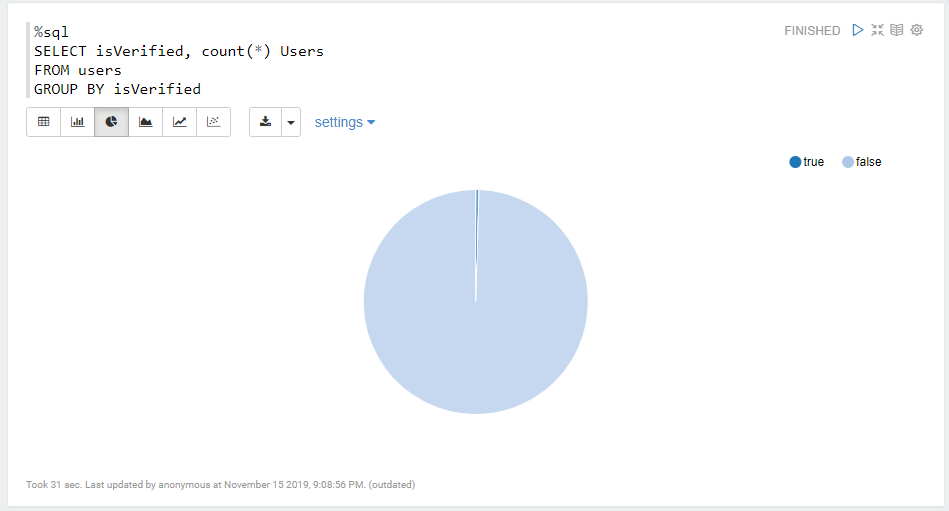 %sql
SELECT isVerified, count(*) Users
FROM users
GROUP BY isVerified
FINISHED
settings
true false
Took 31 sec. Last updated by anonymous at November 15 2019, 9:08:56 PM. (outdated)